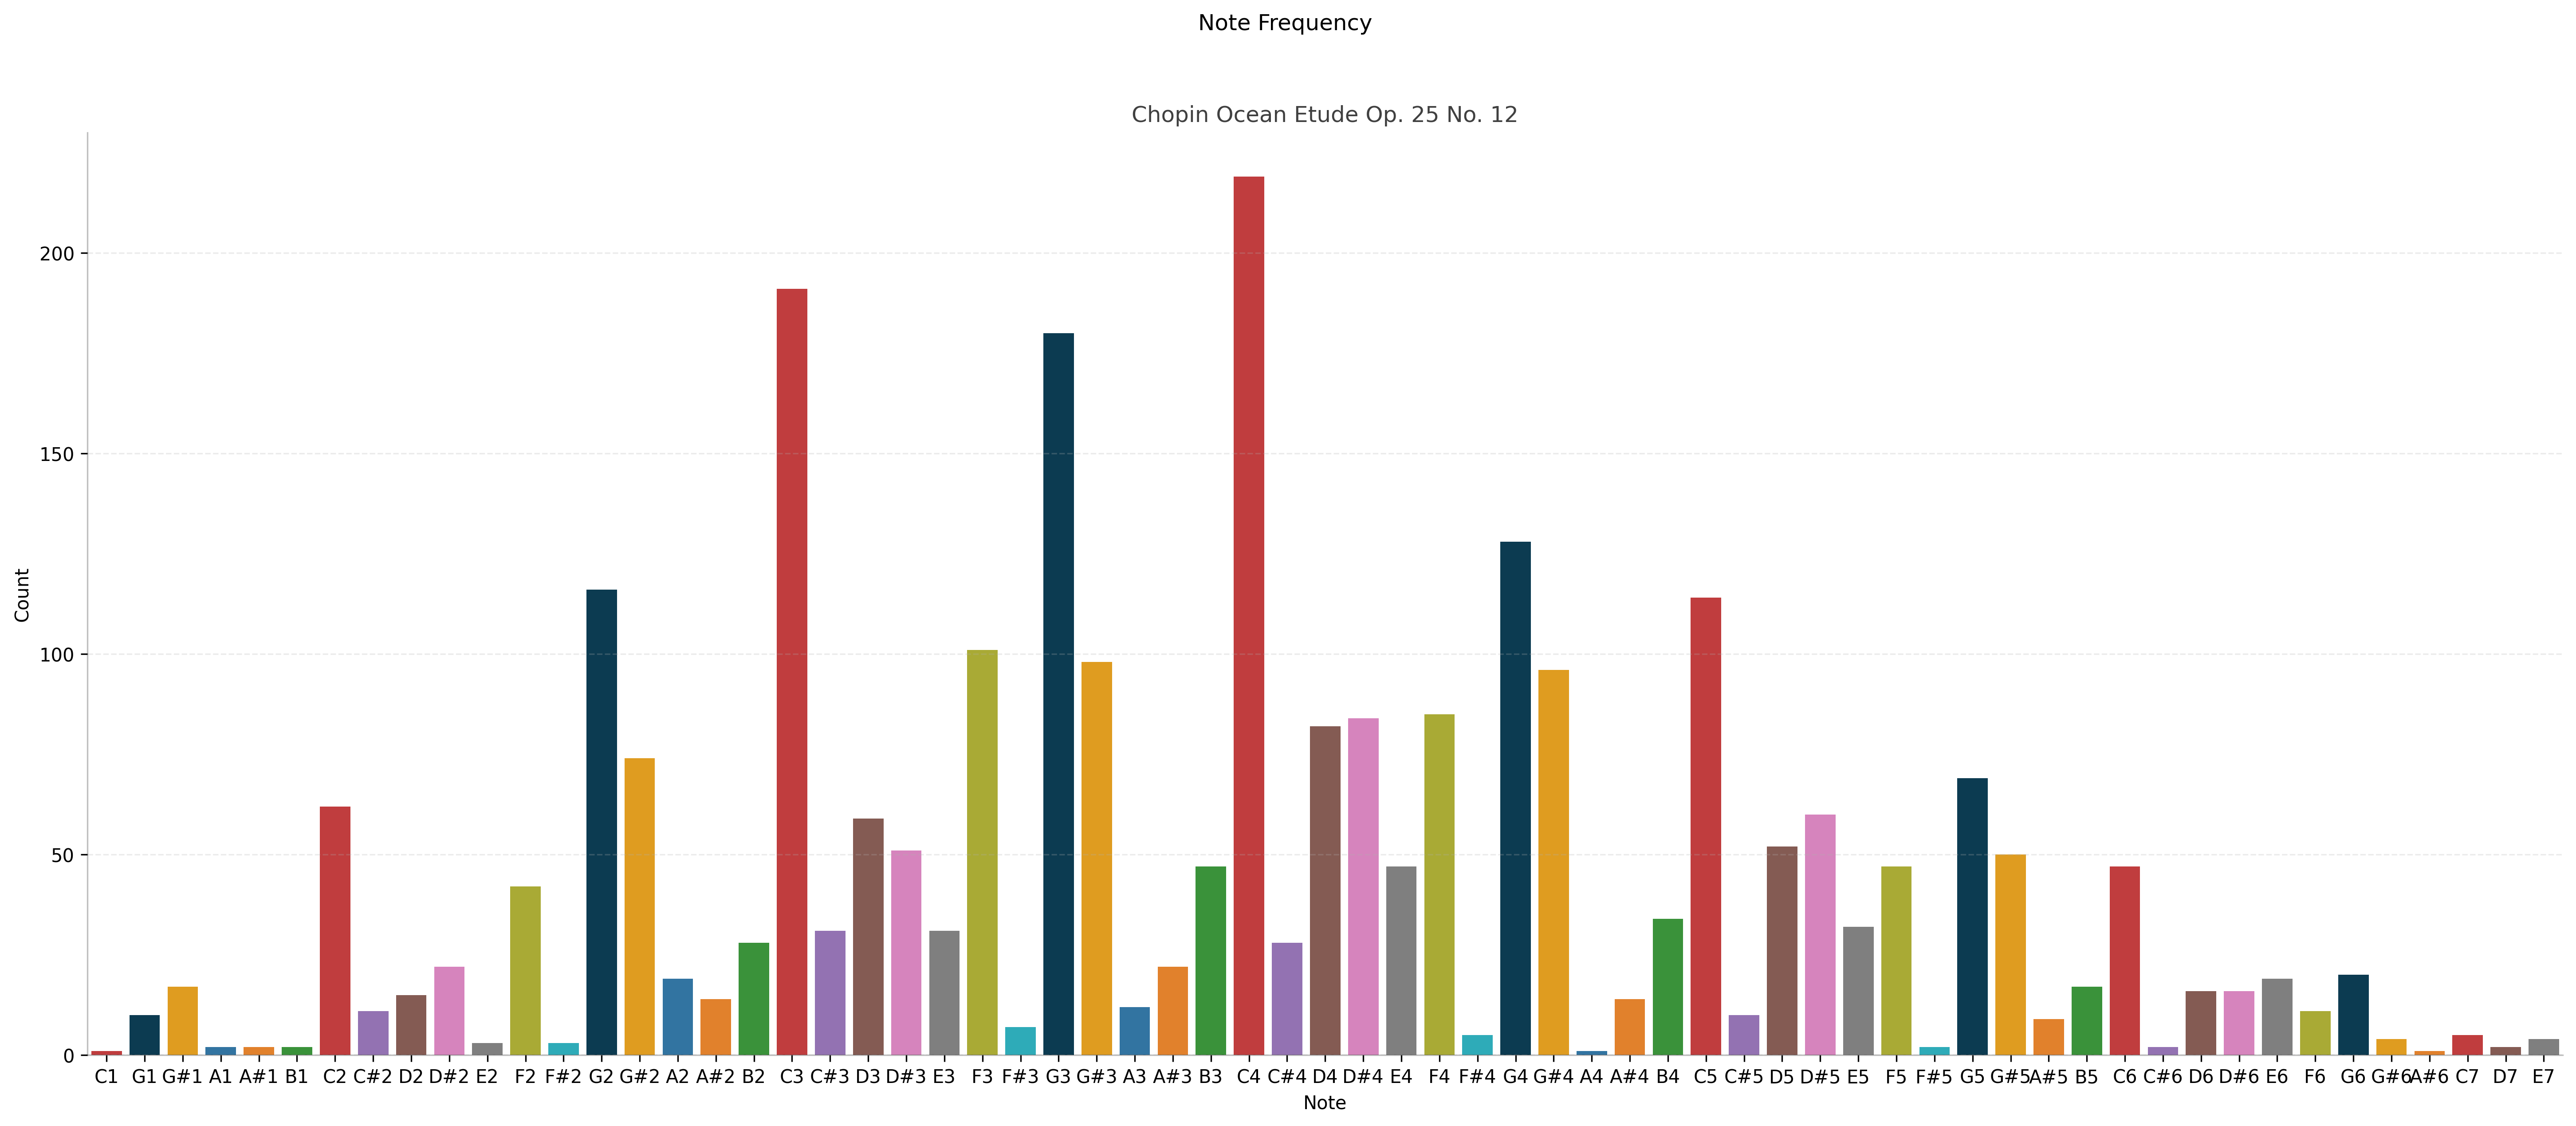 Note Frequency
Chopin Ocean Etude Op. 25 No. 12
200
150
100
50
0
Count
C1 G1 G#1 A1 A#1 B1 C2 C#2 D2 D#2 E2 F2 F#2 G2 G#2 A2 A#2 B2 C3 C#3 D3 D#3 E3 F3 F#3 G3 G#3 A3 A#3 B3 C4 C#4 D4 D#4 E4 F4 F#4 G4 G#4 A4 A#4 B4 C5 C#5 D5 D#5 E5 F5 F#5 G5 G#5 A#5 B5 C6 C#6 D6 D#6 E6 F6 G6 G#6 A#6 C7 D7 E7
Note